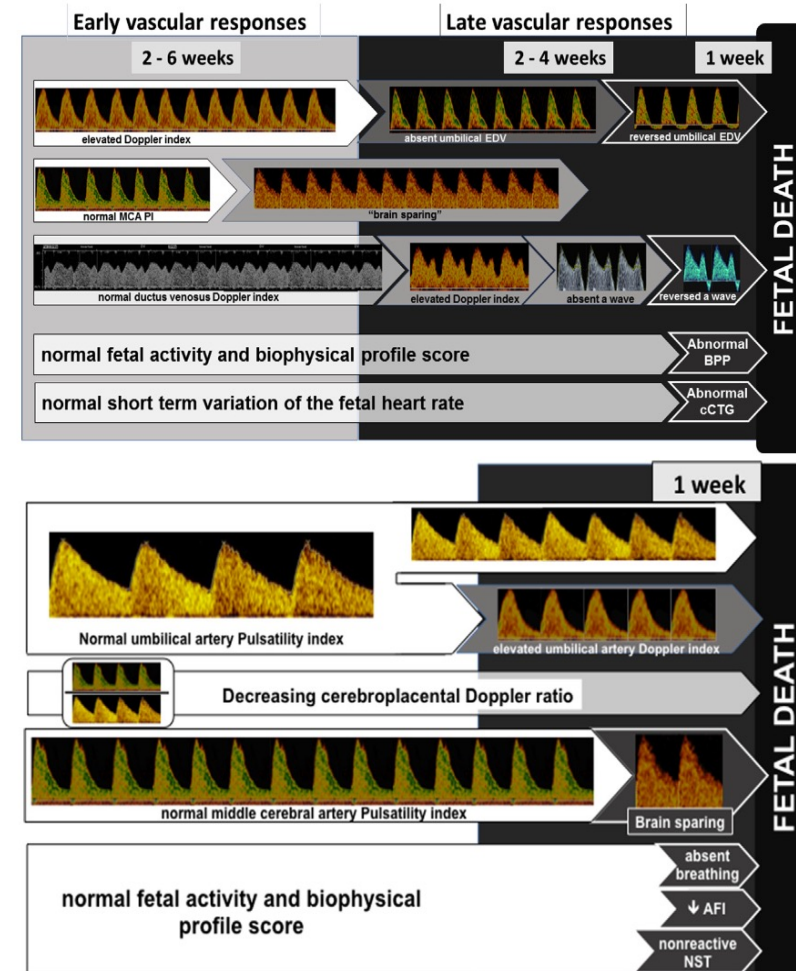 Early vascular responses
Late vascular responses
2 - 6 weeks
2 - 4 weeks
1 week
elevated Doppler index
absent umbilical EDV
reversed umbilical EDV
normal MCA PI
“brain sparing”
normal ductus venosus Doppler index
elevated Doppler index
absent a wave
reversed a wave
normal fetal activity and biophysical profile score
Abnormal
BPP
normal short term variation of the fetal heart rate
Abnormal
cCTG
FETAL DEATH
1 week
Normal umbilical artery Pulsatility index
elevated umbilical artery Doppler index
Decreasing cerebroplacental Doppler ratio
normal middle cerebral artery Pulsatility index
Brain sparing
normal fetal activity and biophysical
profile score
absent
breathing
↓ AFI
nonreactive
NST
FETAL DEATH